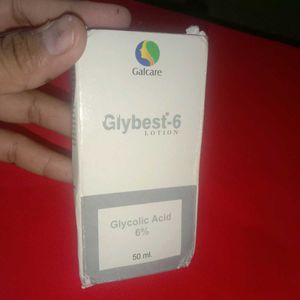 Galcare
Glybest®-6
LOTION
Glycolic Acid
6%
50 ml.